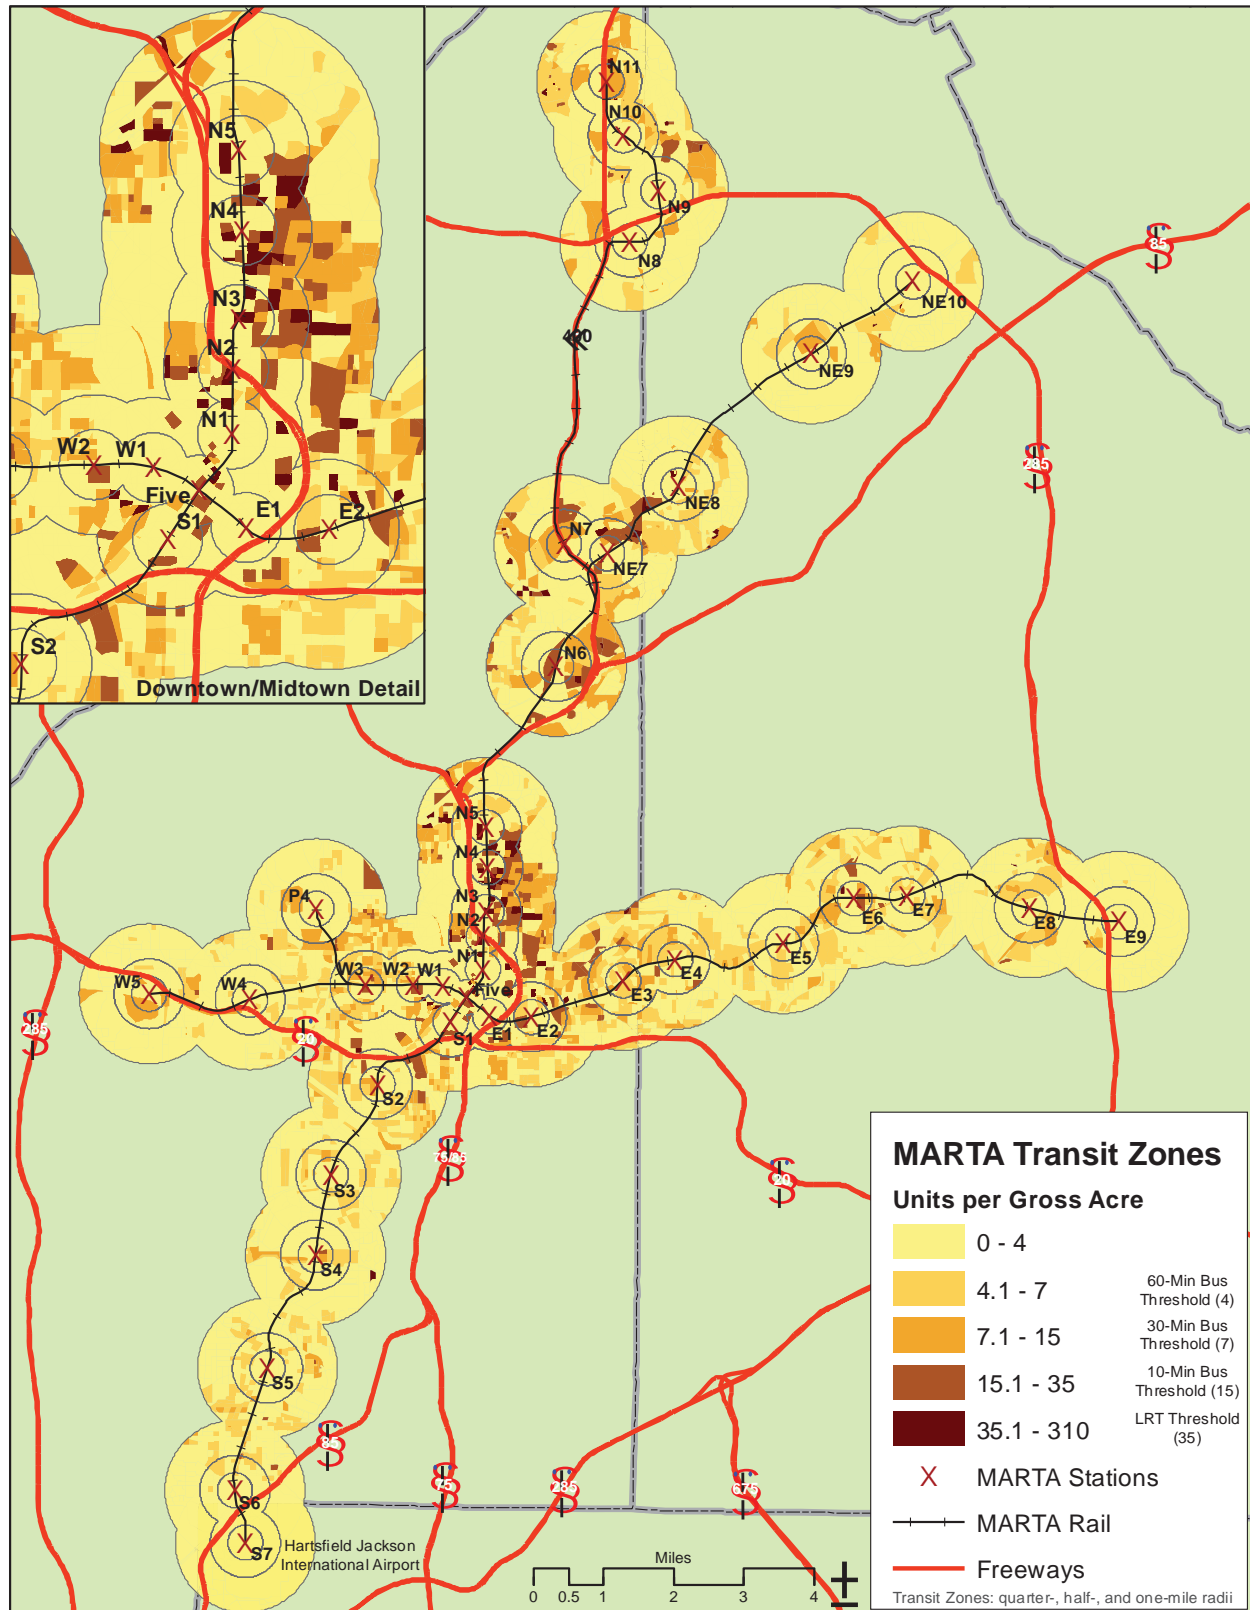 N5
N4
N3
N2
N1
W2
W1
Five
S1
E1
E2
S2
Downtown/Midtown Detail
N11
N10
N9
N8
85
NE10
400
NE9
285
NE8
N7
NE7
N6
N5
N4
P4
N3
N2
E6
E7
E8
E9
N1
E5
E4
W5
W4
W3
W2
W1
E3
Five
285
20
S1
E1
E2
S2
75/85
20
S3
S4
S5
85
75
285
675
S6
S7
Hartsfield Jackson
International Airport
Miles
0 0.5 1 2 3 4
MARTA Transit Zones
Units per Gross Acre
0 - 4
4.1 - 7
60-Min Bus
Threshold (4)
7.1 - 15
30-Min Bus
Threshold (7)
15.1 - 35
10-Min Bus
Threshold (15)
35.1 - 310
LRT Threshold
(35)
X MARTA Stations
MARTA Rail
Freeways
Transit Zones: quarter-, half-, and one-mile radii